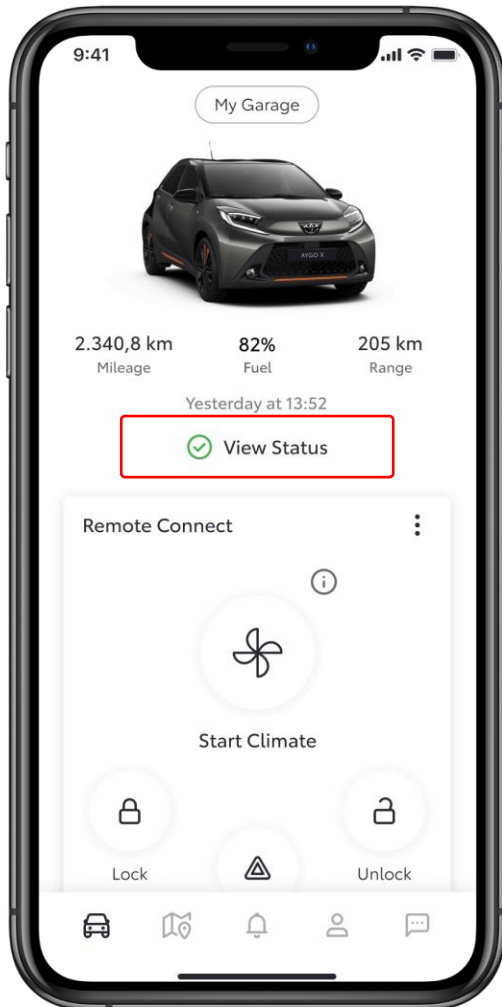 9:41
My Garage
AYGO X
2.340,8 km 82% 205 km
Mileage Fuel Range
Yesterday at 13:52
View Status
Remote Connect
Start Climate
Lock Unlock